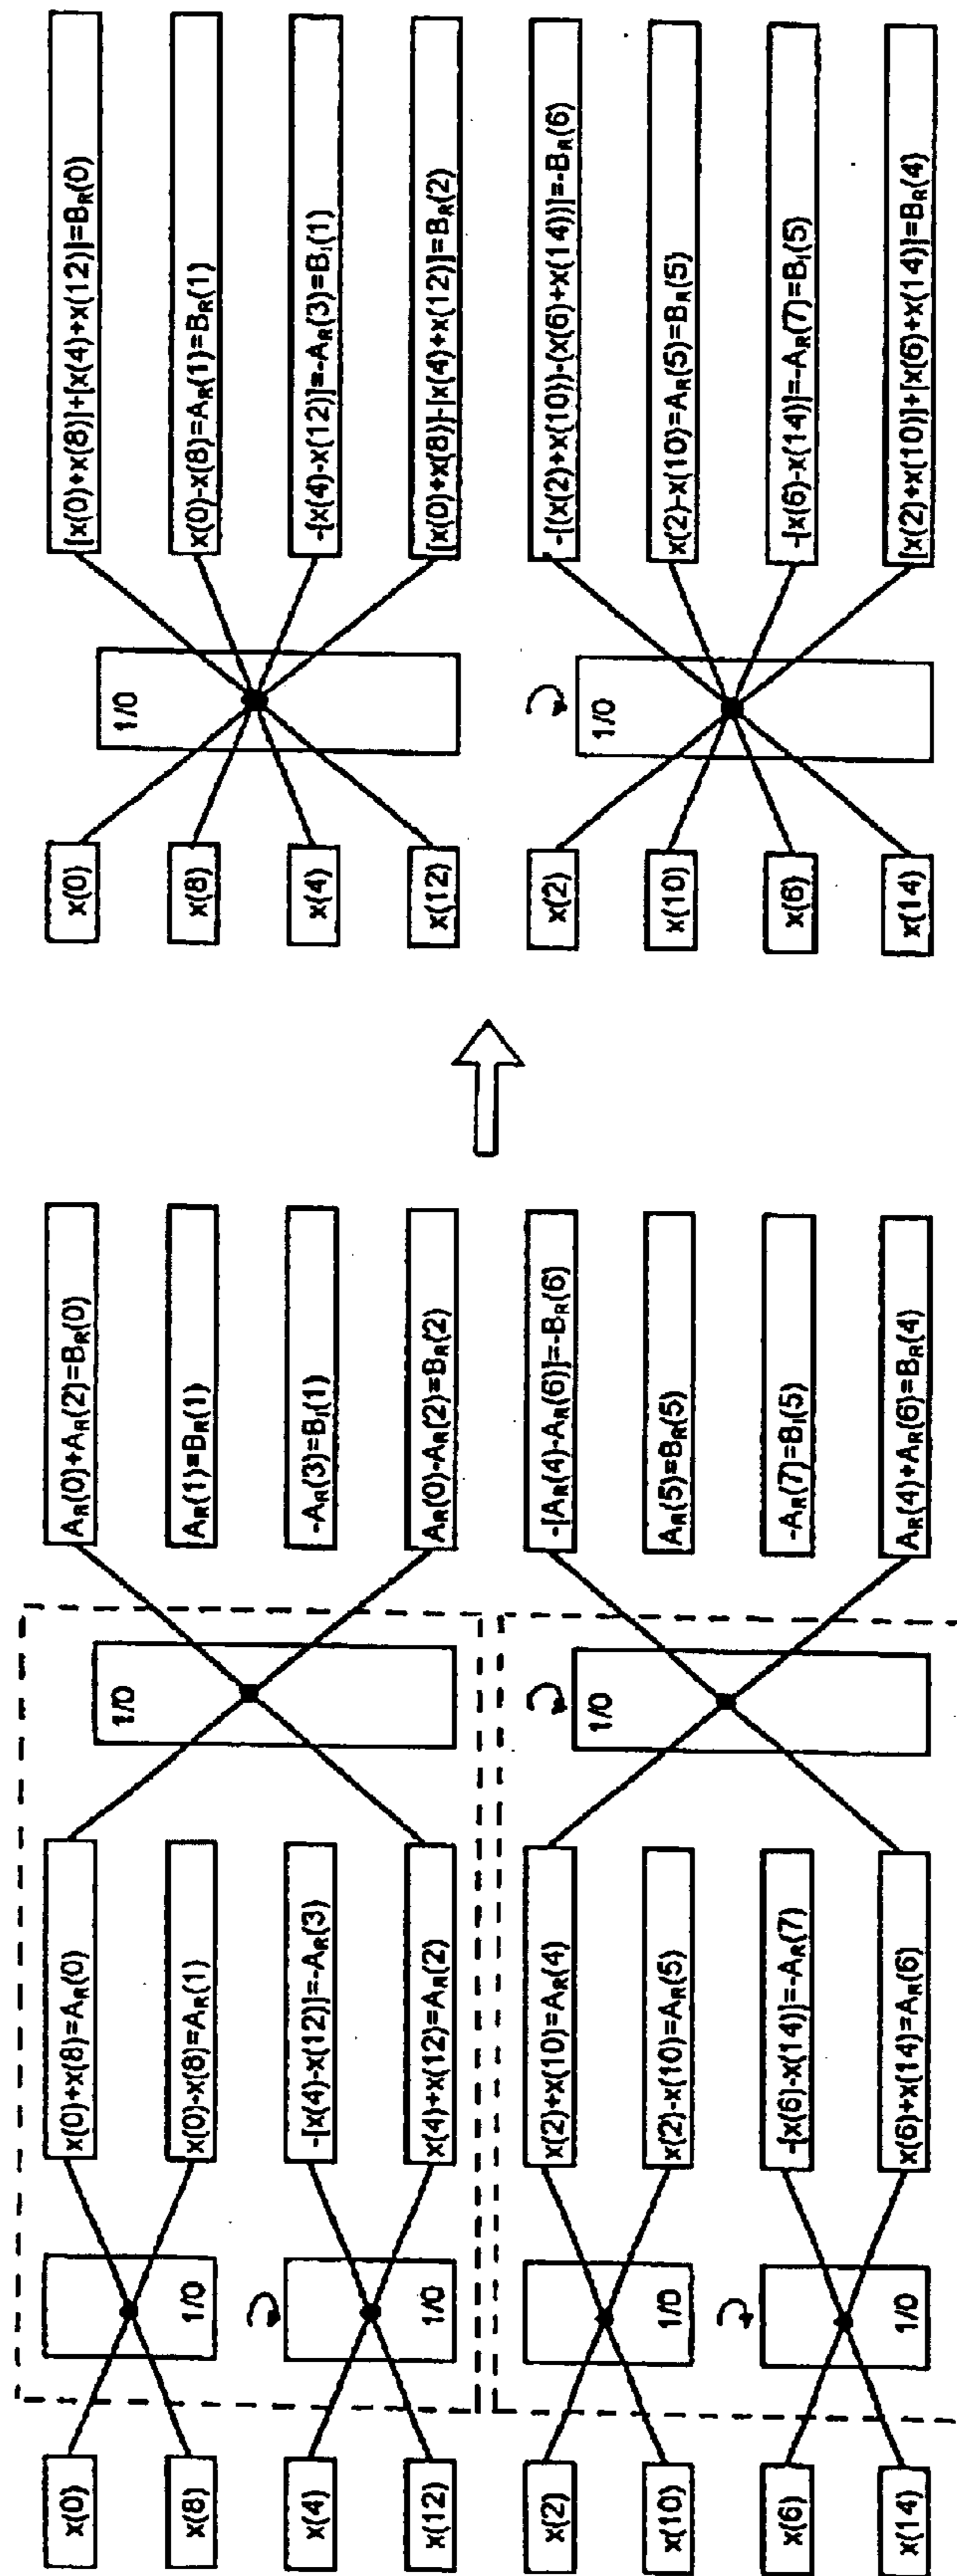 x(0)
x(8)
x(4)
x(12)
x(2)
x(10)
x(6)
x(14)
1/0
1/0
1/0
1/0
x(0)+x(8)=A_R(0)
x(0)-x(8)=A_R(1)
-[x(4)-x(12)]=-A_R(3)
x(4)+x(12)=A_R(2)
x(2)+x(10)=A_R(4)
x(2)-x(10)=A_R(5)
-[x(6)-x(14)]=-A_R(7)
x(6)+x(14)=A_R(6)
1/0
1/0
A_R(0)+A_R(2)=B_R(0)
A_R(1)=B_R(1)
-A_R(3)=B_I(1)
A_R(0)-A_R(2)=B_R(2)
-[A_R(4)-A_R(6)]=-B_R(6)
A_R(5)=B_R(5)
-A_R(7)=B_I(5)
A_R(4)+A_R(6)=B_R(4)
x(0)
x(8)
x(4)
x(12)
x(2)
x(10)
x(6)
x(14)
1/0
1/0
[x(0)+x(8)]+[x(4)+x(12)]=B_R(0)
x(0)-x(8)=A_R(1)=B_R(1)
-[x(4)-x(12)]=-A_R(3)=B_I(1)
[x(0)+x(8)]-[x(4)+x(12)]=B_R(2)
-[(x(2)+x(10))-(x(6)+x(14))]=-B_R(6)
x(2)-x(10)=A_R(5)=B_R(5)
-[x(6)-x(14)]=-A_R(7)=B_I(5)
[x(2)+x(10)]+[x(6)+x(14)]=B_R(4)